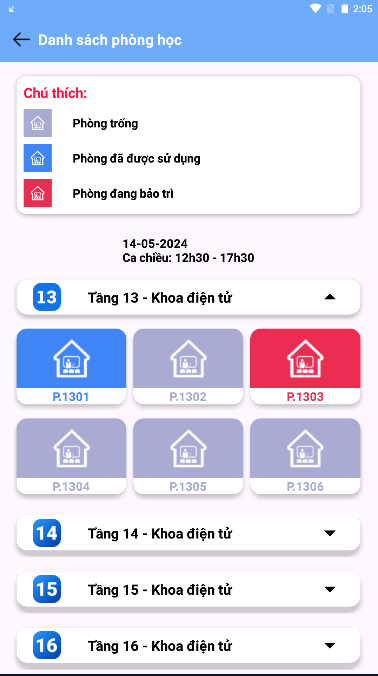 2:05
Danh sách phòng học
Chú thích:
Phòng trống
Phòng đã được sử dụng
Phòng đang bảo trì
14-05-2024
Ca chiều: 12h30 - 17h30
13 Tầng 13 - Khoa điện tử
P.1301 P.1302 P.1303
P.1304 P.1305 P.1306
14 Tầng 14 - Khoa điện tử
15 Tầng 15 - Khoa điện tử
16 Tầng 16 - Khoa điện tử